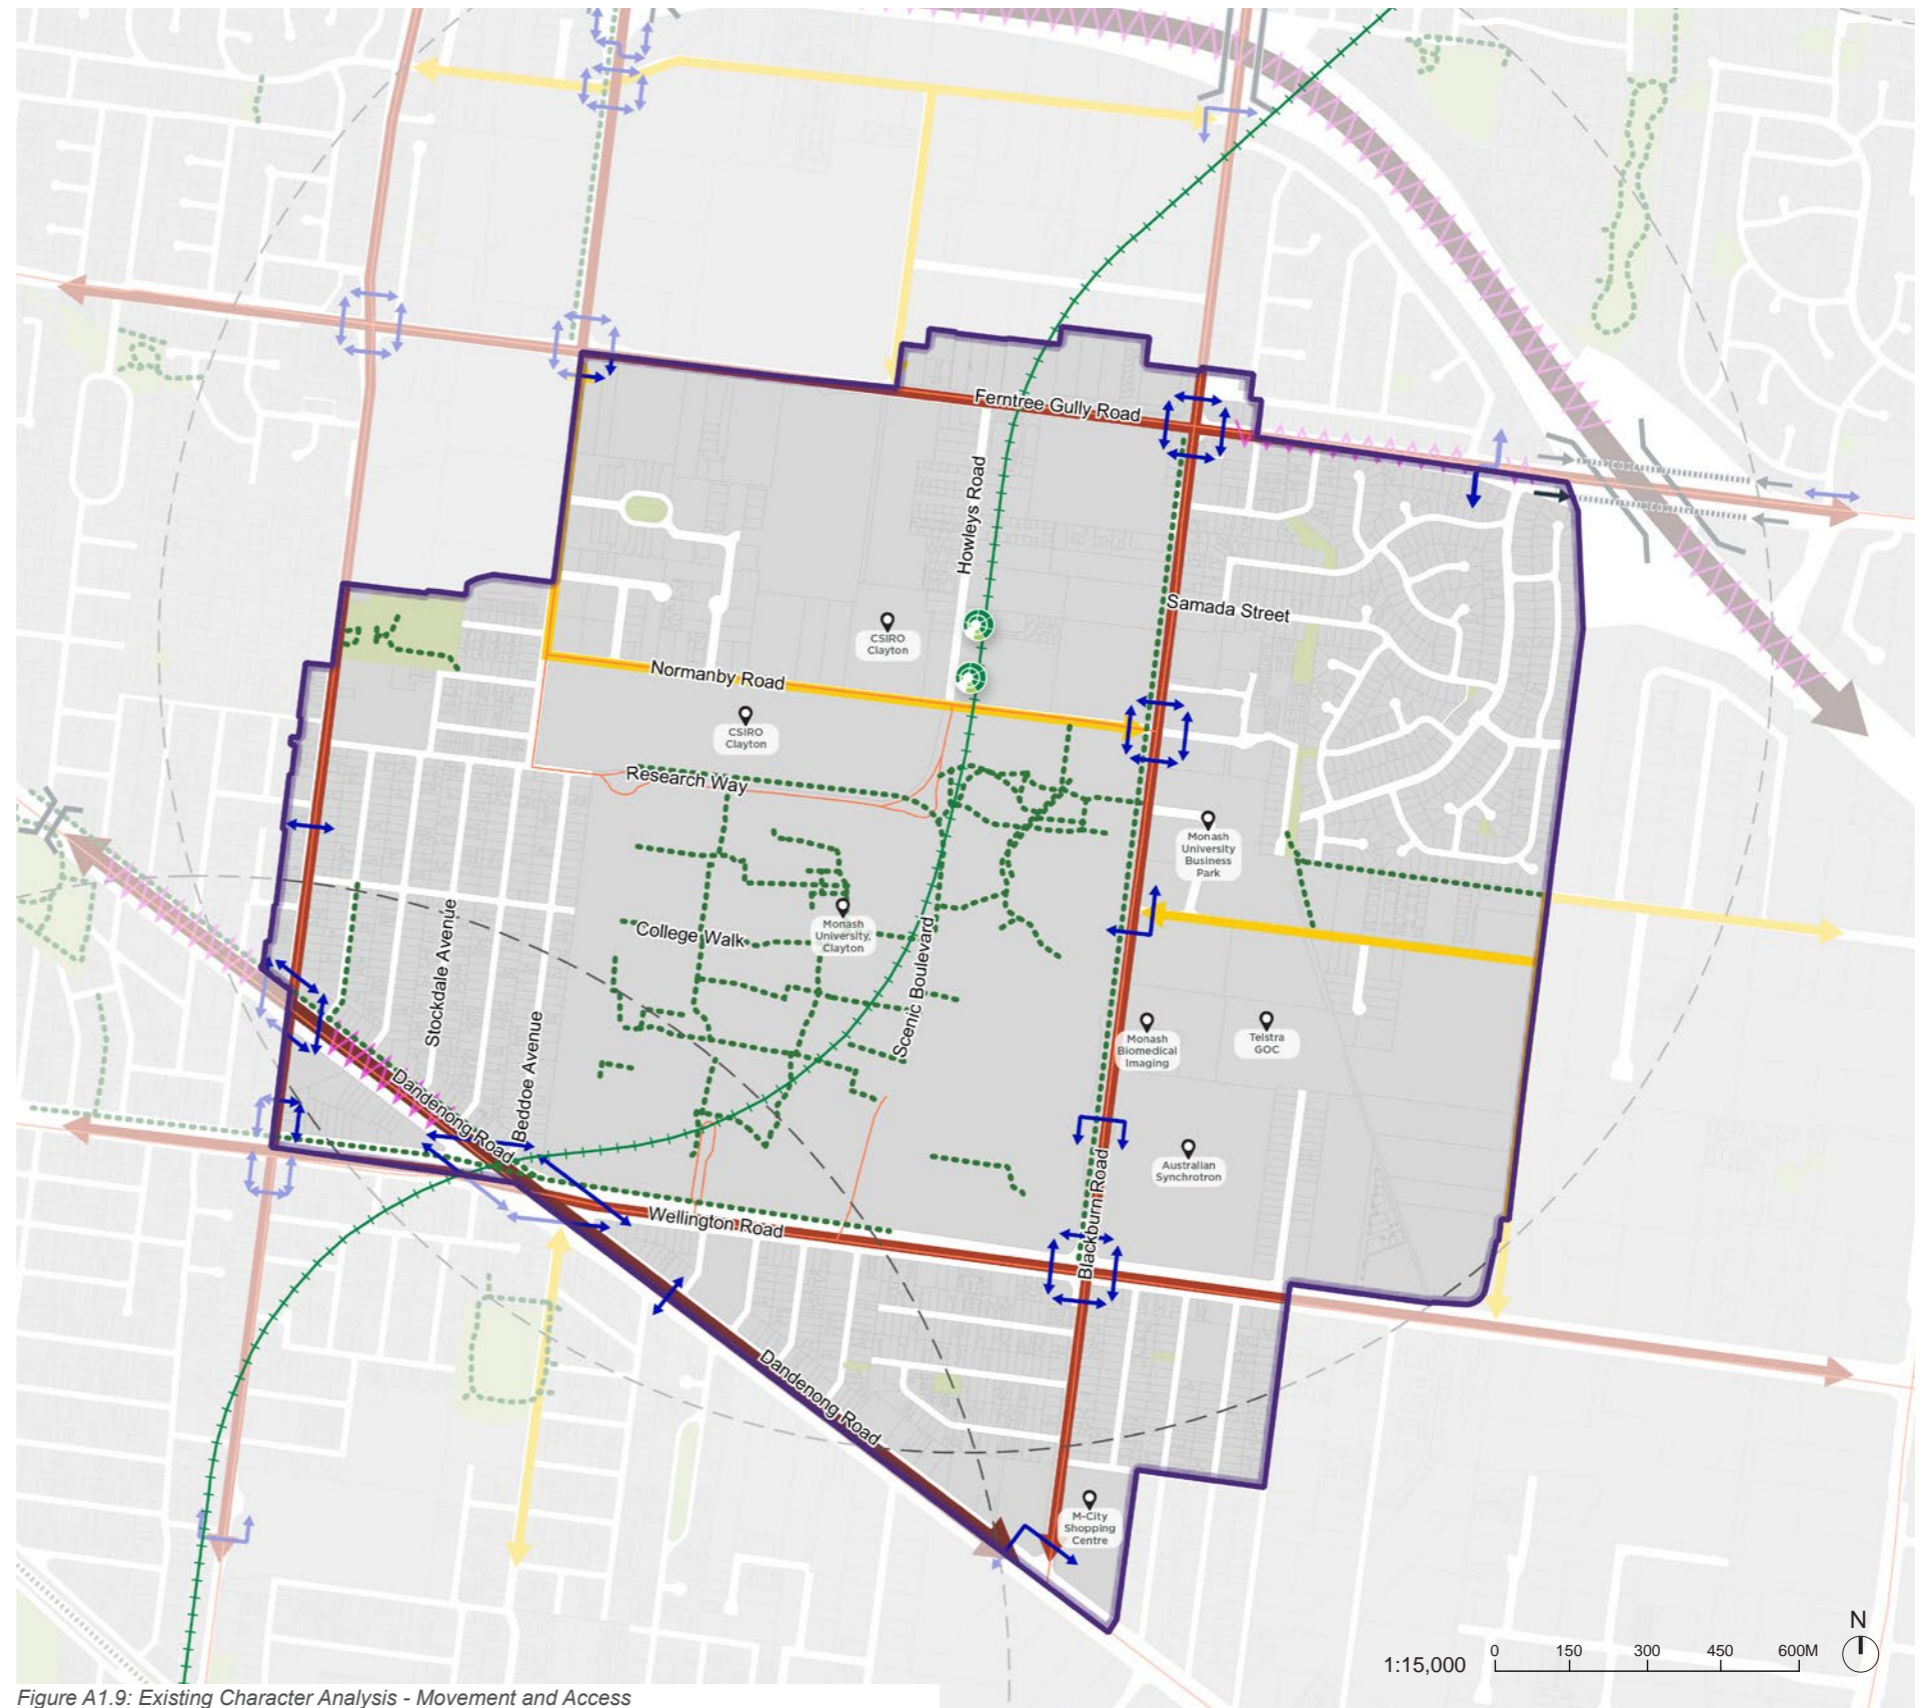 Ferntree Gully Road
Howleys Road
Samada Street
CSIRO
Clayton
Normanby Road
CSIRO
Clayton
Research Way
Monash
University
Business
Park
Stockdale Avenue
College Walk
Monash
University,
Clayton
Scenic Boulevard
Beddoe Avenue
Monash
Biomedical
Imaging
Telstra
GOC
Dandenong Road
Australian
Synchrotron
Blackburn Road
Wellington Road
Dandenong Road
M-City
Shopping
Centre
N
1:15,000
0 150 300 450 600M
Figure A1.9: Existing Character Analysis - Movement and Access